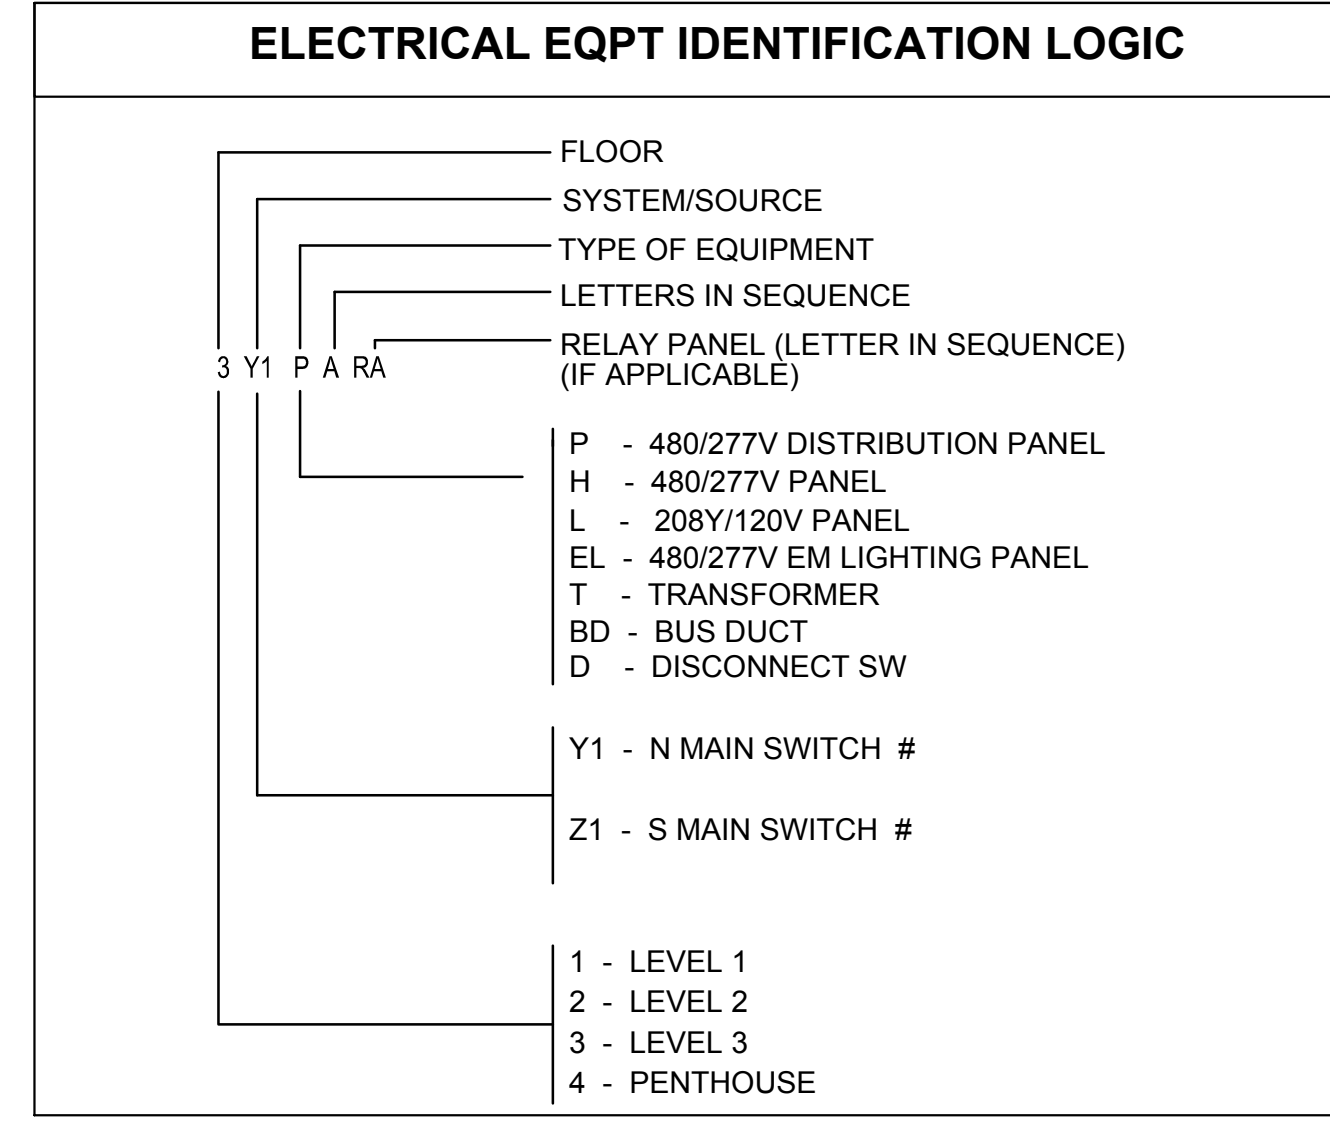 ELECTRICAL EQPT IDENTIFICATION LOGIC
FLOOR
SYSTEM/SOURCE
TYPE OF EQUIPMENT
LETTERS IN SEQUENCE
RELAY PANEL (LETTER IN SEQUENCE)
(IF APPLICABLE)
3 Y1 P A RA
P - 480/277V DISTRIBUTION PANEL
H - 480/277V PANEL
L - 208Y/120V PANEL
EL - 480/277V EM LIGHTING PANEL
T - TRANSFORMER
BD - BUS DUCT
D - DISCONNECT SW
Y1 - N MAIN SWITCH #
Z1 - S MAIN SWITCH #
1 - LEVEL 1
2 - LEVEL 2
3 - LEVEL 3
4 - PENTHOUSE